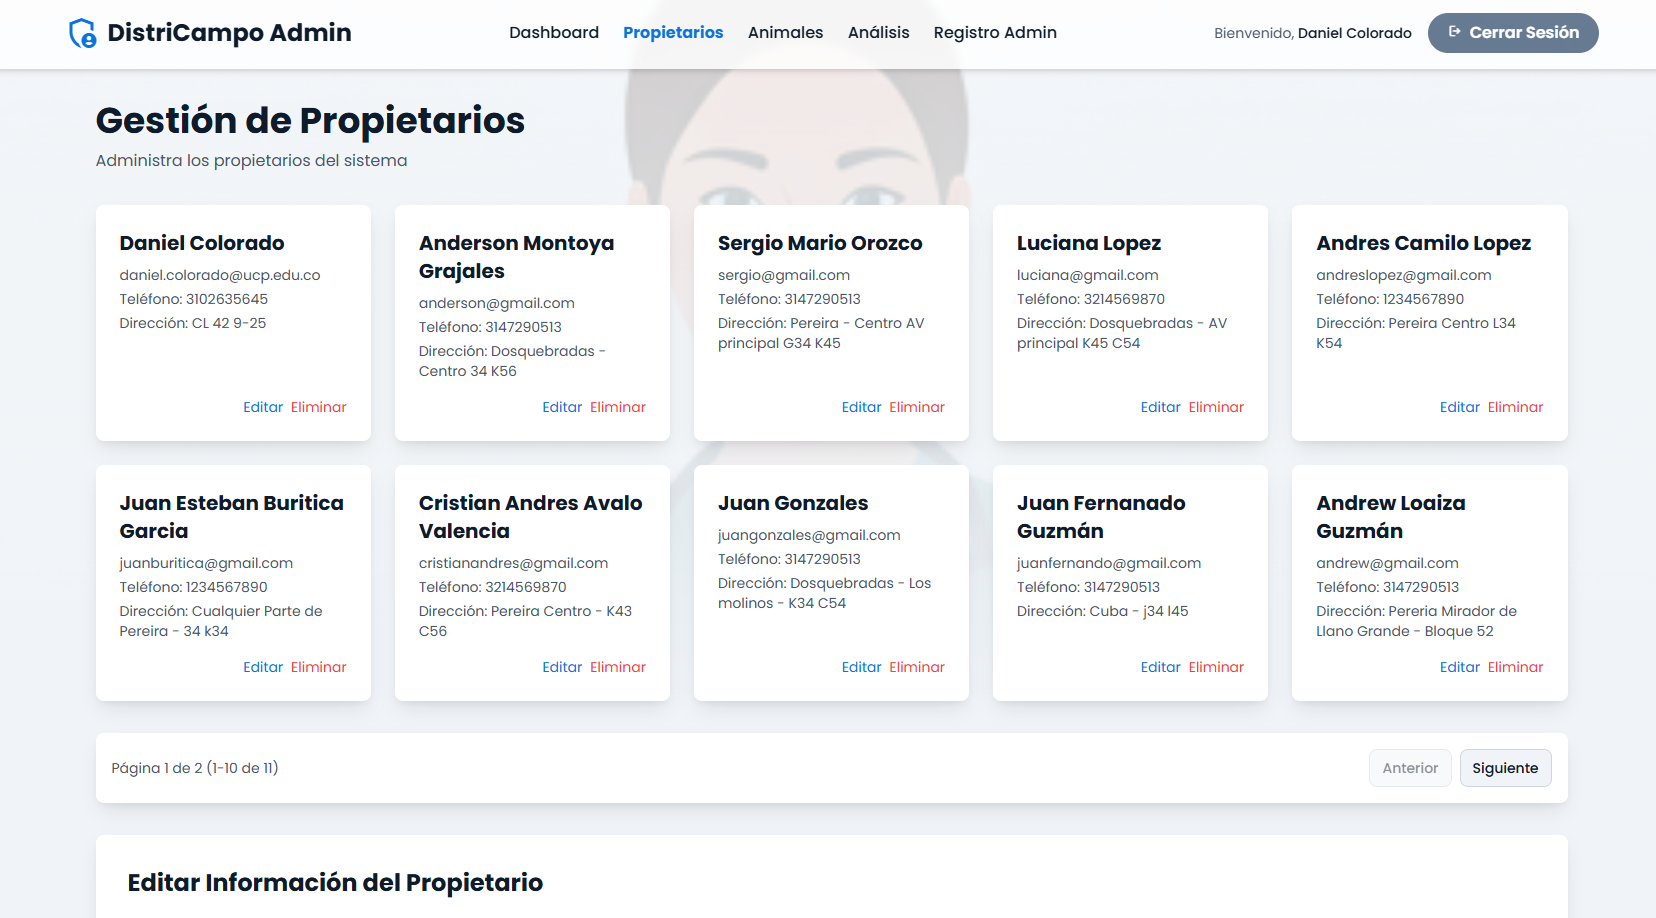 DistriCampo Admin
Dashboard
Propietarios
Animales
Análisis
Registro Admin
Bienvenido, Daniel Colorado
Cerrar Sesión
Gestión de Propietarios
Administra los propietarios del sistema
Daniel Colorado
daniel.colorado@ucp.edu.co
Teléfono: 3102635645
Dirección: CL 42 9-25
Editar Eliminar
Anderson Montoya
Grajales
anderson@gmail.com
Teléfono: 3147290513
Dirección: Dosquebradas -
Centro 34 K56
Editar Eliminar
Sergio Mario Orozco
sergio@gmail.com
Teléfono: 3147290513
Dirección: Pereira - Centro AV
principal G34 K45
Editar Eliminar
Luciana Lopez
luciana@gmail.com
Teléfono: 3214569870
Dirección: Dosquebradas - AV
principal K45 C54
Editar Eliminar
Andres Camilo Lopez
andreslopez@gmail.com
Teléfono: 1234567890
Dirección: Pereira Centro L34
K54
Editar Eliminar
Juan Esteban Buritica
Garcia
juanburitica@gmail.com
Teléfono: 1234567890
Dirección: Cualquier Parte de
Pereira - 34 k34
Editar Eliminar
Cristian Andres Avalo
Valencia
cristianandres@gmail.com
Teléfono: 3214569870
Dirección: Pereira Centro - K43
C56
Editar Eliminar
Juan Gonzales
juangonzales@gmail.com
Teléfono: 3147290513
Dirección: Dosquebradas - Los
molinos - K34 C54
Editar Eliminar
Juan Fernanado
Guzmán
juanfernando@gmail.com
Teléfono: 3147290513
Dirección: Cuba - j34 l45
Editar Eliminar
Andrew Loaiza
Guzmán
andrew@gmail.com
Teléfono: 3147290513
Dirección: Pereria Mirador de
Llano Grande - Bloque 52
Editar Eliminar
Página 1 de 2 (1-10 de 11)
Anterior
Siguiente
Editar Información del Propietario